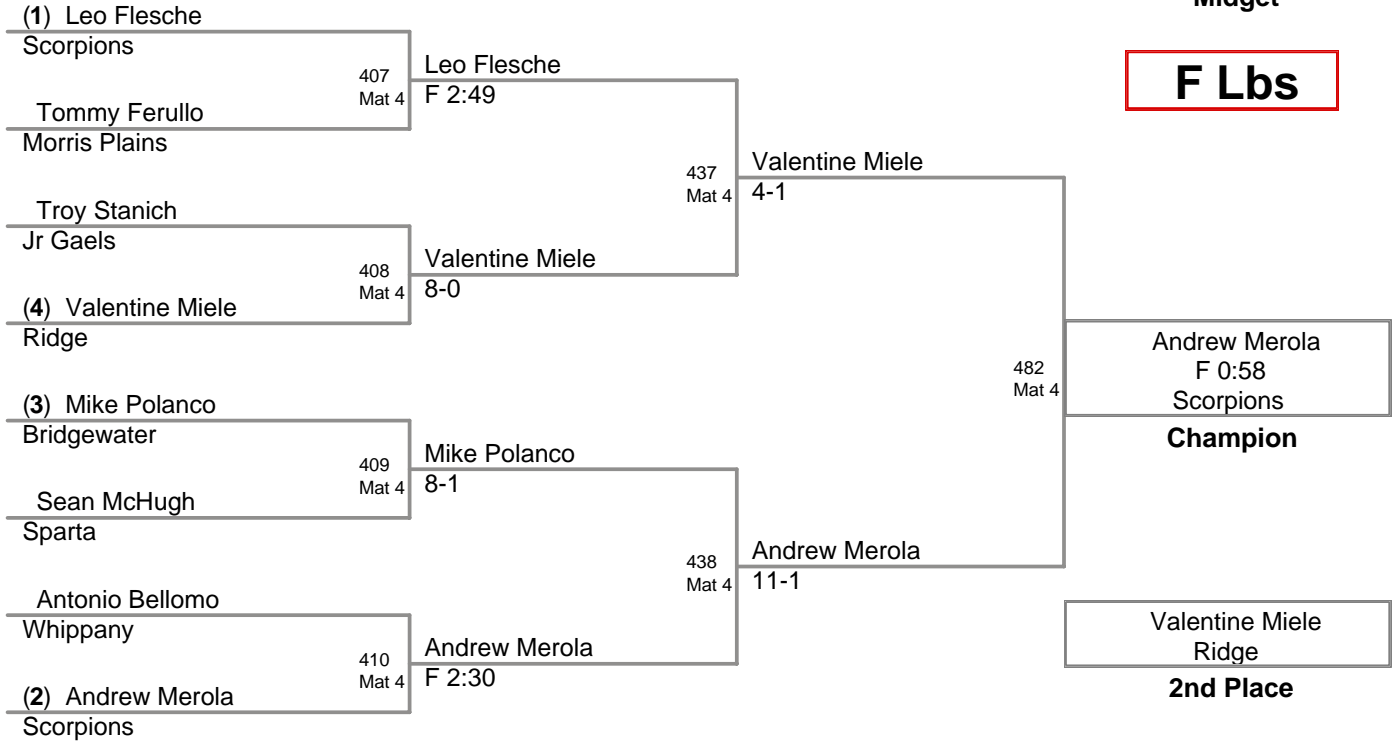 Midget
F Lbs
(1) Leo Flesche
Scorpions
407
Mat 4
Tommy Ferullo
Morris Plains
Leo Flesche
F 2:49
Troy Stanich
Jr Gaels
408
Mat 4
(4) Valentine Miele
Ridge
Valentine Miele
8-0
437
Mat 4
Valentine Miele
4-1
(3) Mike Polanco
Bridgewater
409
Mat 4
Sean McHugh
Sparta
Mike Polanco
8-1
Antonio Bellomo
Whippany
410
Mat 4
(2) Andrew Merola
Scorpions
Andrew Merola
F 2:30
438
Mat 4
Andrew Merola
11-1
482
Mat 4
Andrew Merola
F 0:58
Scorpions
Champion
Valentine Miele
Ridge
2nd Place